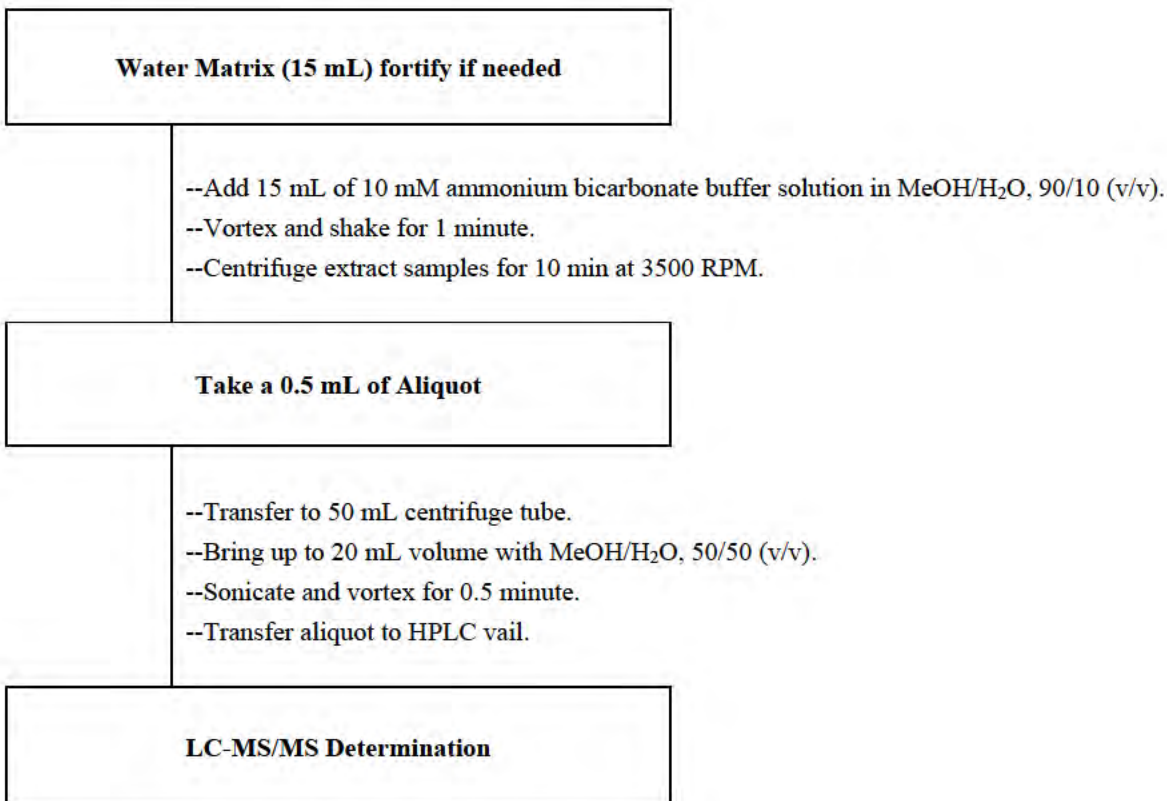 Water Matrix (15 mL) fortify if needed
--Add 15 mL of 10 mM ammonium bicarbonate buffer solution in MeOH/H₂O, 90/10 (v/v).
--Vortex and shake for 1 minute.
--Centrifuge extract samples for 10 min at 3500 RPM.
Take a 0.5 mL of Aliquot
--Transfer to 50 mL centrifuge tube.
--Bring up to 20 mL volume with MeOH/H₂O, 50/50 (v/v).
--Sonicate and vortex for 0.5 minute.
--Transfer aliquot to HPLC vail.
LC-MS/MS Determination